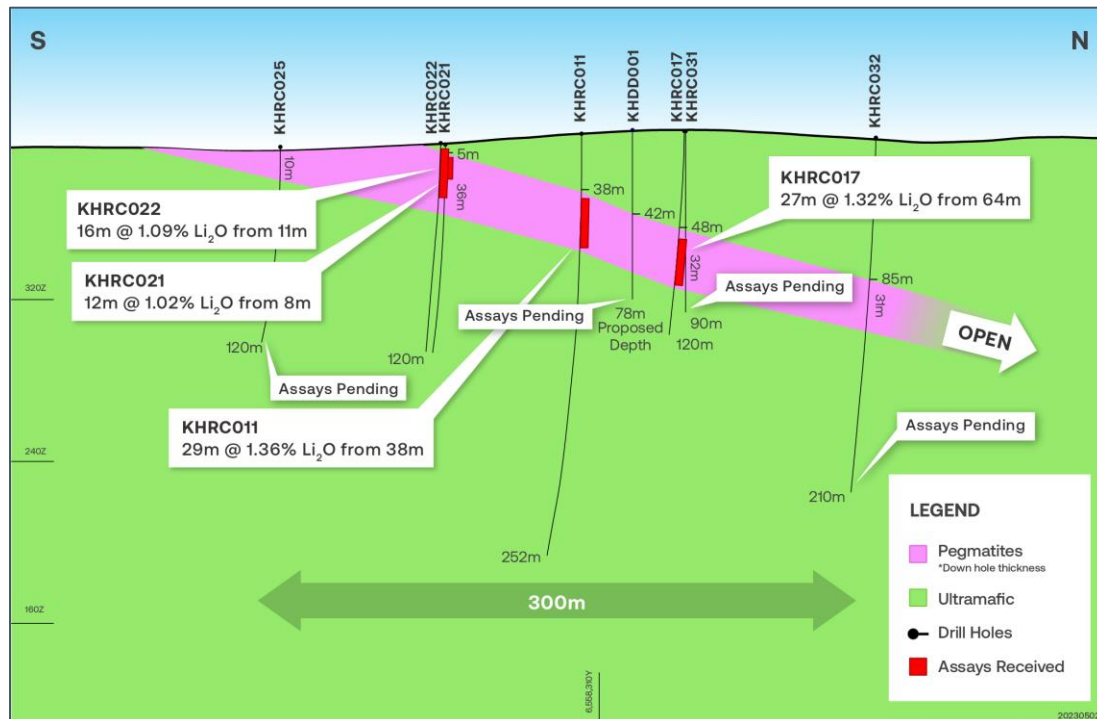 S
N
KHRC025
KHRC022
KHRC021
KHRC011
KHDD001
KHRC017
KHRC031
KHRC032
10m
5m
36m
38m
42m
48m
32m
85m
31m
KHRC022
16m @ 1.09% Li₂O from 11m
KHRC021
12m @ 1.02% Li₂O from 8m
KHRC017
27m @ 1.32% Li₂O from 64m
320Z
Assays Pending
78m
Proposed
Depth
Assays Pending
90m
120m
OPEN
120m
120m
Assays Pending
KHRC011
29m @ 1.36% Li₂O from 38m
Assays Pending
240Z
210m
252m
300m
160Z
6,568,310Y
LEGEND
Pegmatites
*Down hole thickness
Ultramafic
Drill Holes
Assays Received
20230502